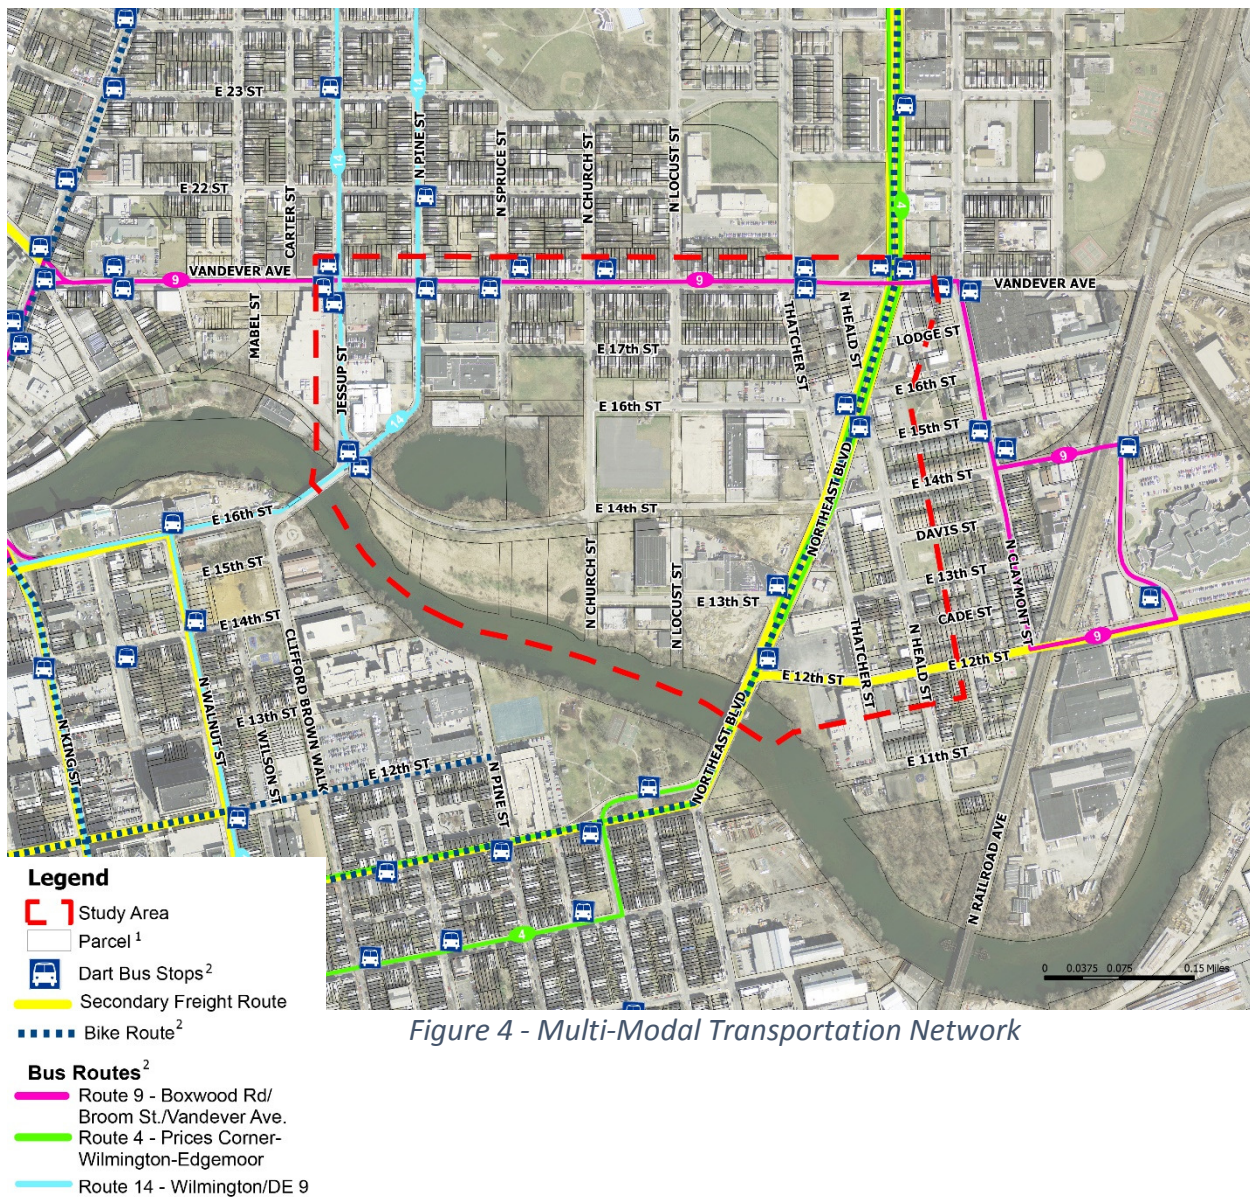 E 23 ST
14
14
N PINE ST
14
E 22 ST
CARTER ST
N SPRUCE ST
N CHURCH ST
N LOCUST ST
4
VANDEVER AVE
9
9
VANDEVER AVE
MABEL ST
JESSUP ST
E 17th ST
THATCHER ST
N HEALD ST
LODGE ST
E 16th ST
E 16th ST
14
E 15th ST
9
E 14th ST
E 16th ST
E 14th ST
NORTHEAST BLVD
DAVIS ST
N CLAYMONT ST
E 15th ST
E 13th ST
N CHURCH ST
N LOCUST ST
E 13th ST
CADE ST
9
E 14th ST
CLIFFORD BROWN WALK
THATCHER ST
N HEALD ST
E 12th ST
E 12th ST
N KING ST
N WALNUT ST
E 13th ST
WILSON ST
NORTHEAST BLVD
E 11th ST
E 12th ST
N PINE ST
N RAILROAD AVE
4
0 0.0375 0.075 0.15 Miles
Legend
Study Area
Parcel 1
Dart Bus Stops 2
Secondary Freight Route
Bike Route 2
Figure 4 - Multi-Modal Transportation Network
Bus Routes 2
Route 9 - Boxwood Rd/
Broom St./Vandever Ave.
Route 4 - Prices Corner-
Wilmington-Edgemoor
Route 14 - Wilmington/DE 9